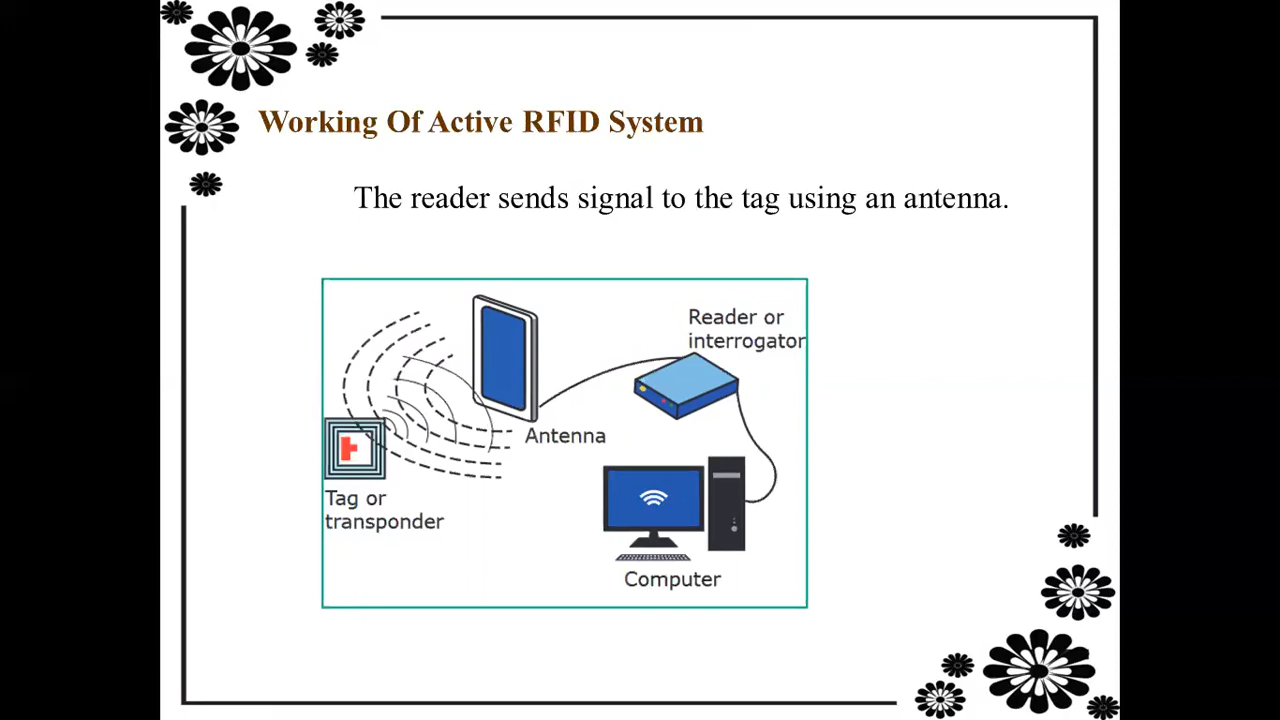 Working Of Active RFID System
The reader sends signal to the tag using an antenna.
Reader or
interrogator
Antenna
Tag or
transponder
Computer